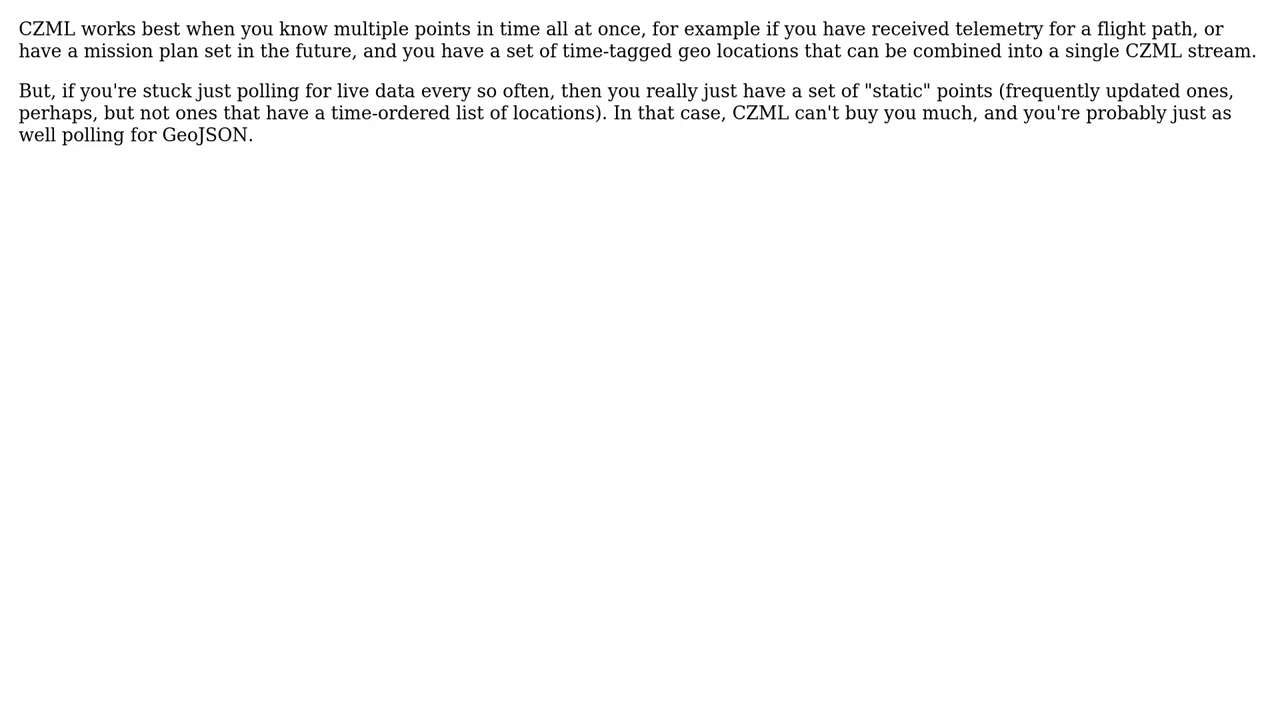 CZML works best when you know multiple points in time all at once, for example if you have received telemetry for a flight path, or
have a mission plan set in the future, and you have a set of time-tagged geo locations that can be combined into a single CZML stream.
But, if you're stuck just polling for live data every so often, then you really just have a set of "static" points (frequently updated ones,
perhaps, but not ones that have a time-ordered list of locations). In that case, CZML can't buy you much, and you're probably just as
well polling for GeoJSON.